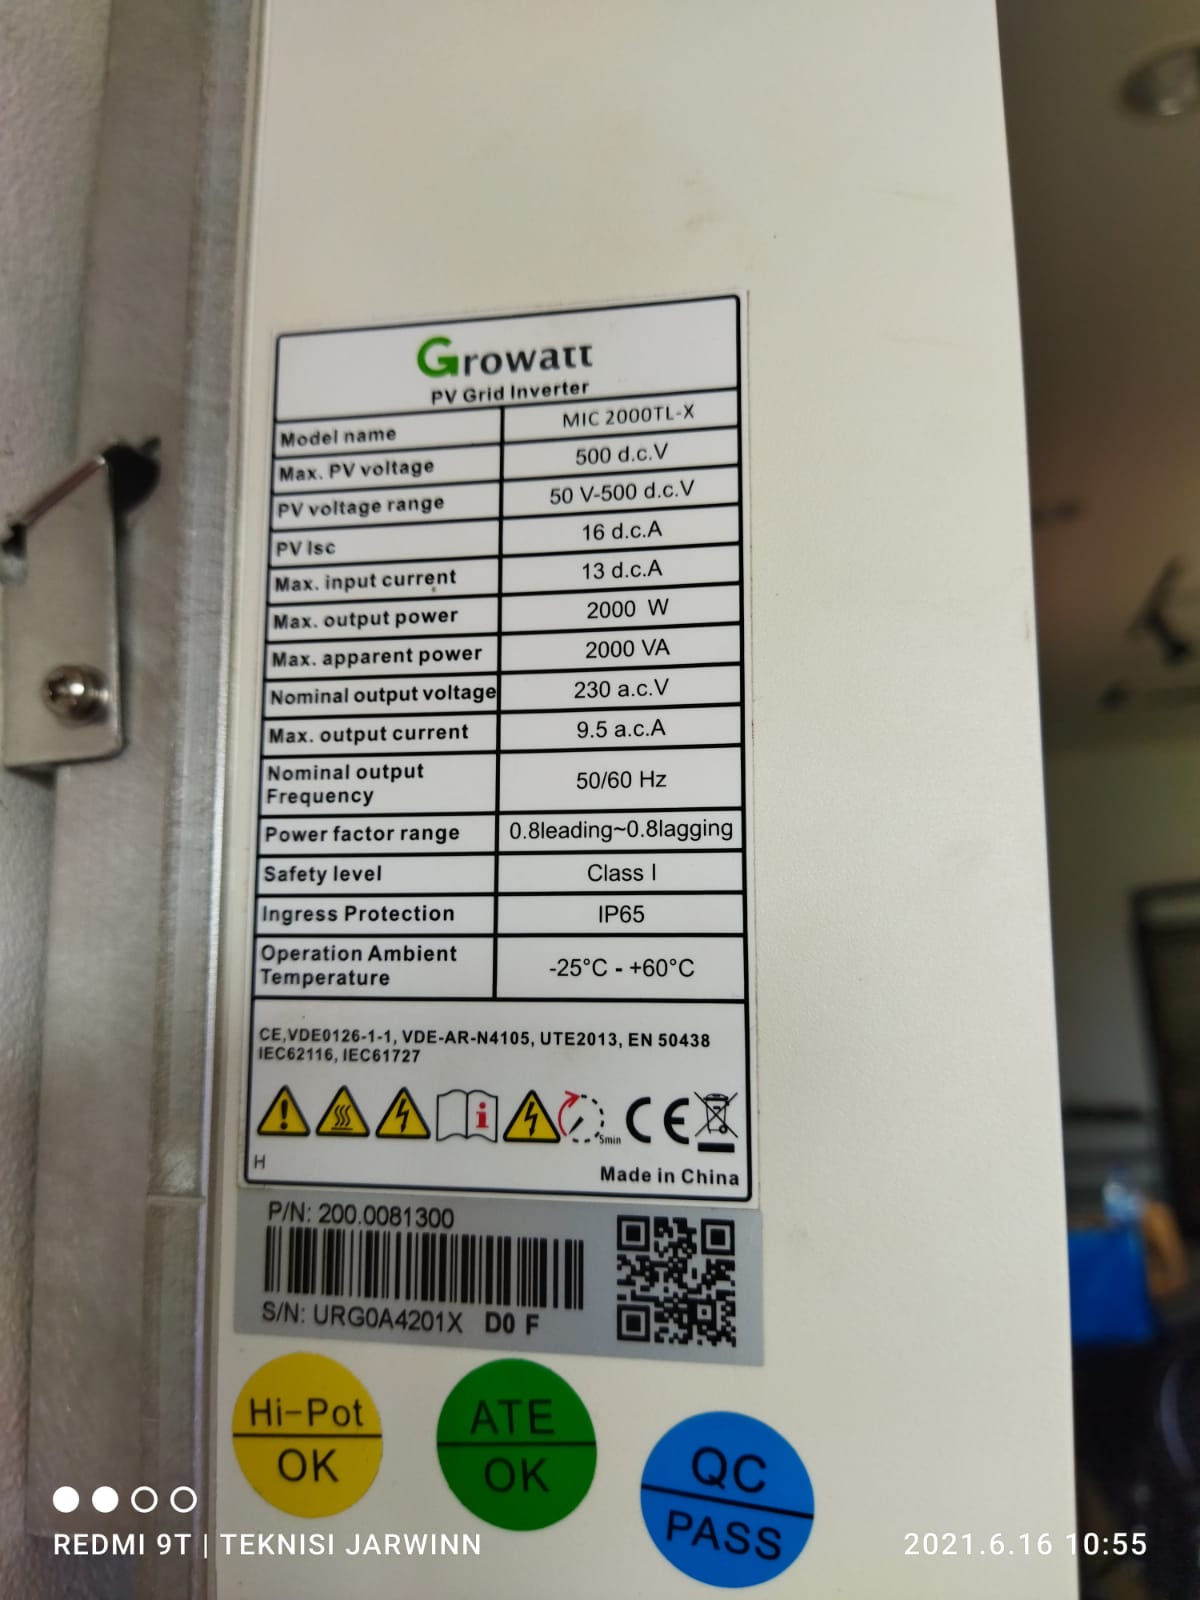 Growatt
PV Grid Inverter
Model name MIC 2000TL-X
Max. PV voltage 500 d.c.V
PV voltage range 50 V-500 d.c.V
PV Isc 16 d.c.A
Max. input current 13 d.c.A
Max. output power 2000 W
Max. apparent power 2000 VA
Nominal output voltage 230 a.c.V
Max. output current 9.5 a.c.A
Nominal output
Frequency 50/60 Hz
Power factor range 0.8leading~0.8lagging
Safety level Class I
Ingress Protection IP65
Operation Ambient
Temperature -25°C - +60°C
CE,VDE0126-1-1, VDE-AR-N4105, UTE2013, EN 50438
IEC62116, IEC61727
5min
CE
H
Made in China
P/N: 200.0081300
S/N: URG0A4201X D0 F
Hi-Pot
OK
ATE
OK
QC
PASS
REDMI 9T | TEKNISI JARWINN
2021.6.16 10:55